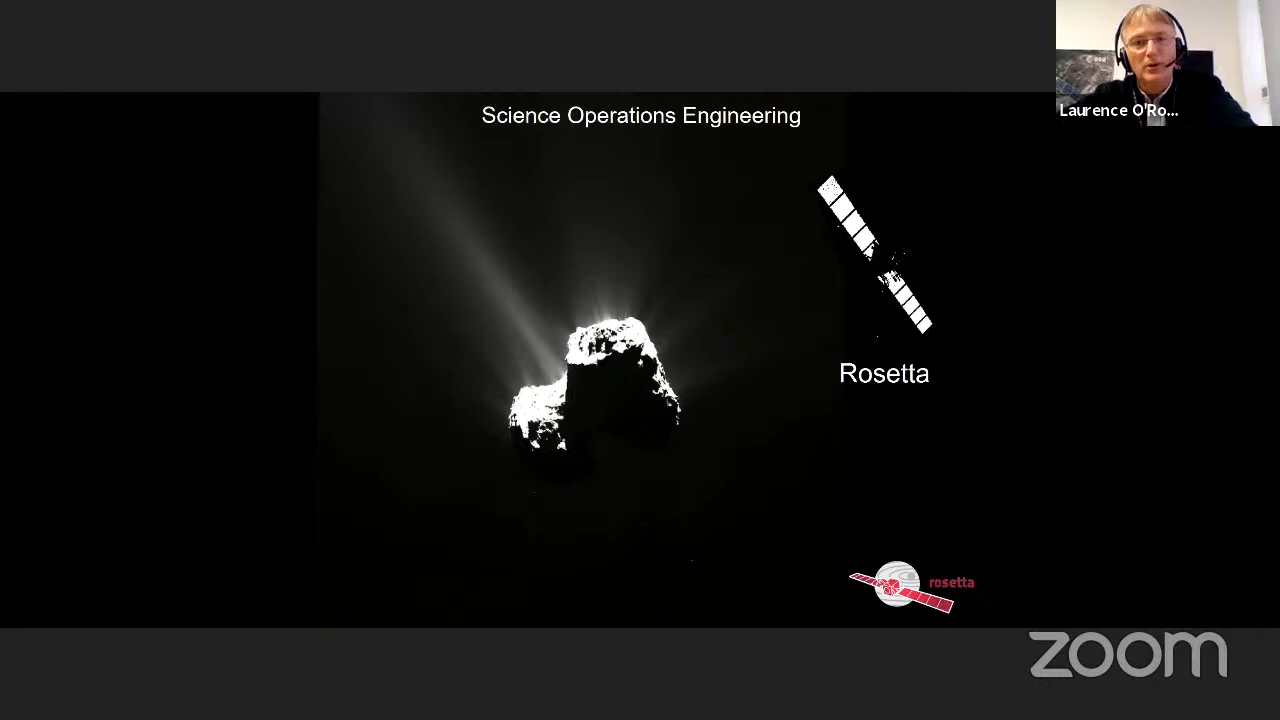 Science Operations Engineering
Laurence O'Ro...
Rosetta
rosetta
zoom